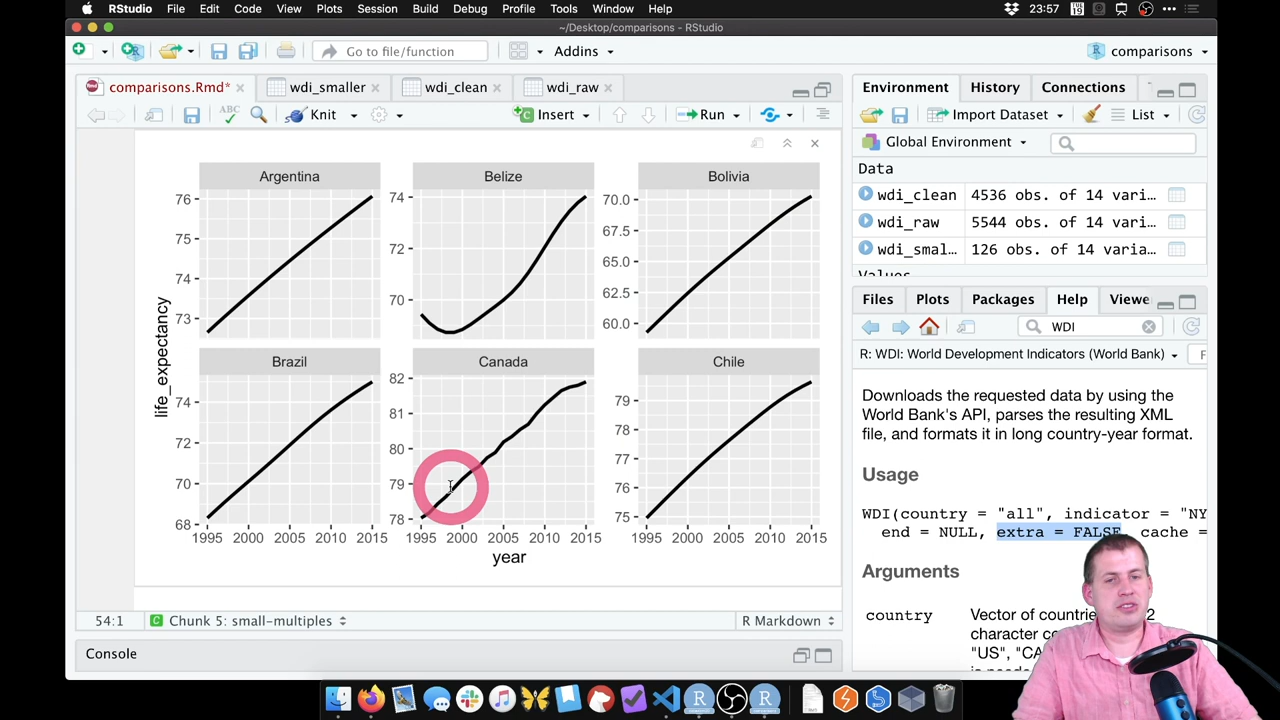 RStudio File Edit Code View Plots Session Build Debug Profile Tools Window Help 23:57 TUE 19
~/Desktop/comparisons - RStudio
Go to file/function Addins comparisons
comparisons.Rmd* wdi_smaller wdi_clean wdi_raw
ABC Knit Insert Run
Argentina Belize Bolivia
76 75 74 73
74 72 70
70.0 67.5 65.0 62.5 60.0
life_expectancy
Brazil Canada Chile
74 72 70 68
82 81 80 79 78
79 78 77 76 75
1995 2000 2005 2010 2015 1995 2000 2005 2010 2015 1995 2000 2005 2010 2015
year
54:1 Chunk 5: small-multiples R Markdown
Console
Environment History Connections
Import Dataset List
Global Environment
Data
wdi_clean 4536 obs. of 14 vari…
wdi_raw 5544 obs. of 14 vari…
wdi_smal… 126 obs. of 14 varia…
Values
Files Plots Packages Help Viewe
WDI
R: WDI: World Development Indicators (World Bank)
Downloads the requested data by using the
World Bank's API, parses the resulting XML
file, and formats it in long country-year format.
Usage
WDI(country = "all", indicator = "NY
end = NULL, extra = FALSE, cache =
Arguments
country Vector of countrie 2
character co
"US", "CA